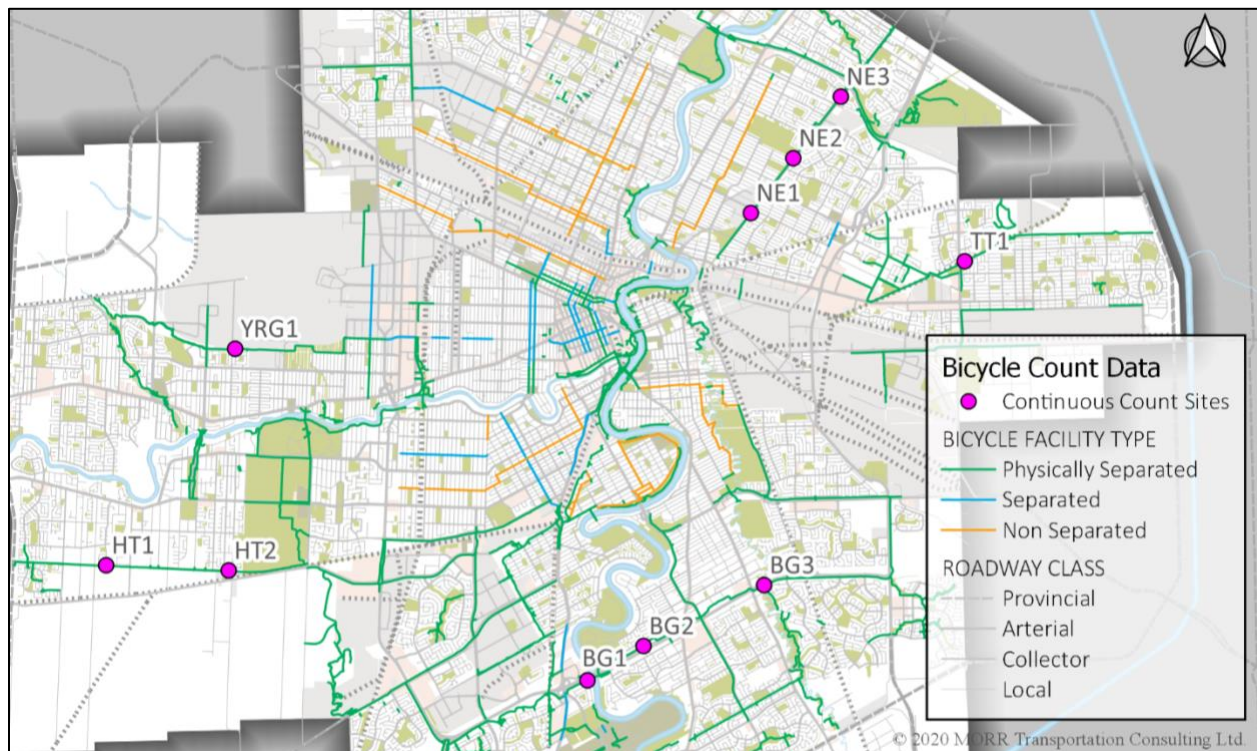 NE3
NE2
NE1
TT1
YRG1
HT1
HT2
BG3
BG2
BG1
Bicycle Count Data
Continuous Count Sites
BICYCLE FACILITY TYPE
Physically Separated
Separated
Non Separated
ROADWAY CLASS
Provincial
Arterial
Collector
Local
© 2020 MORR Transportation Consulting Ltd